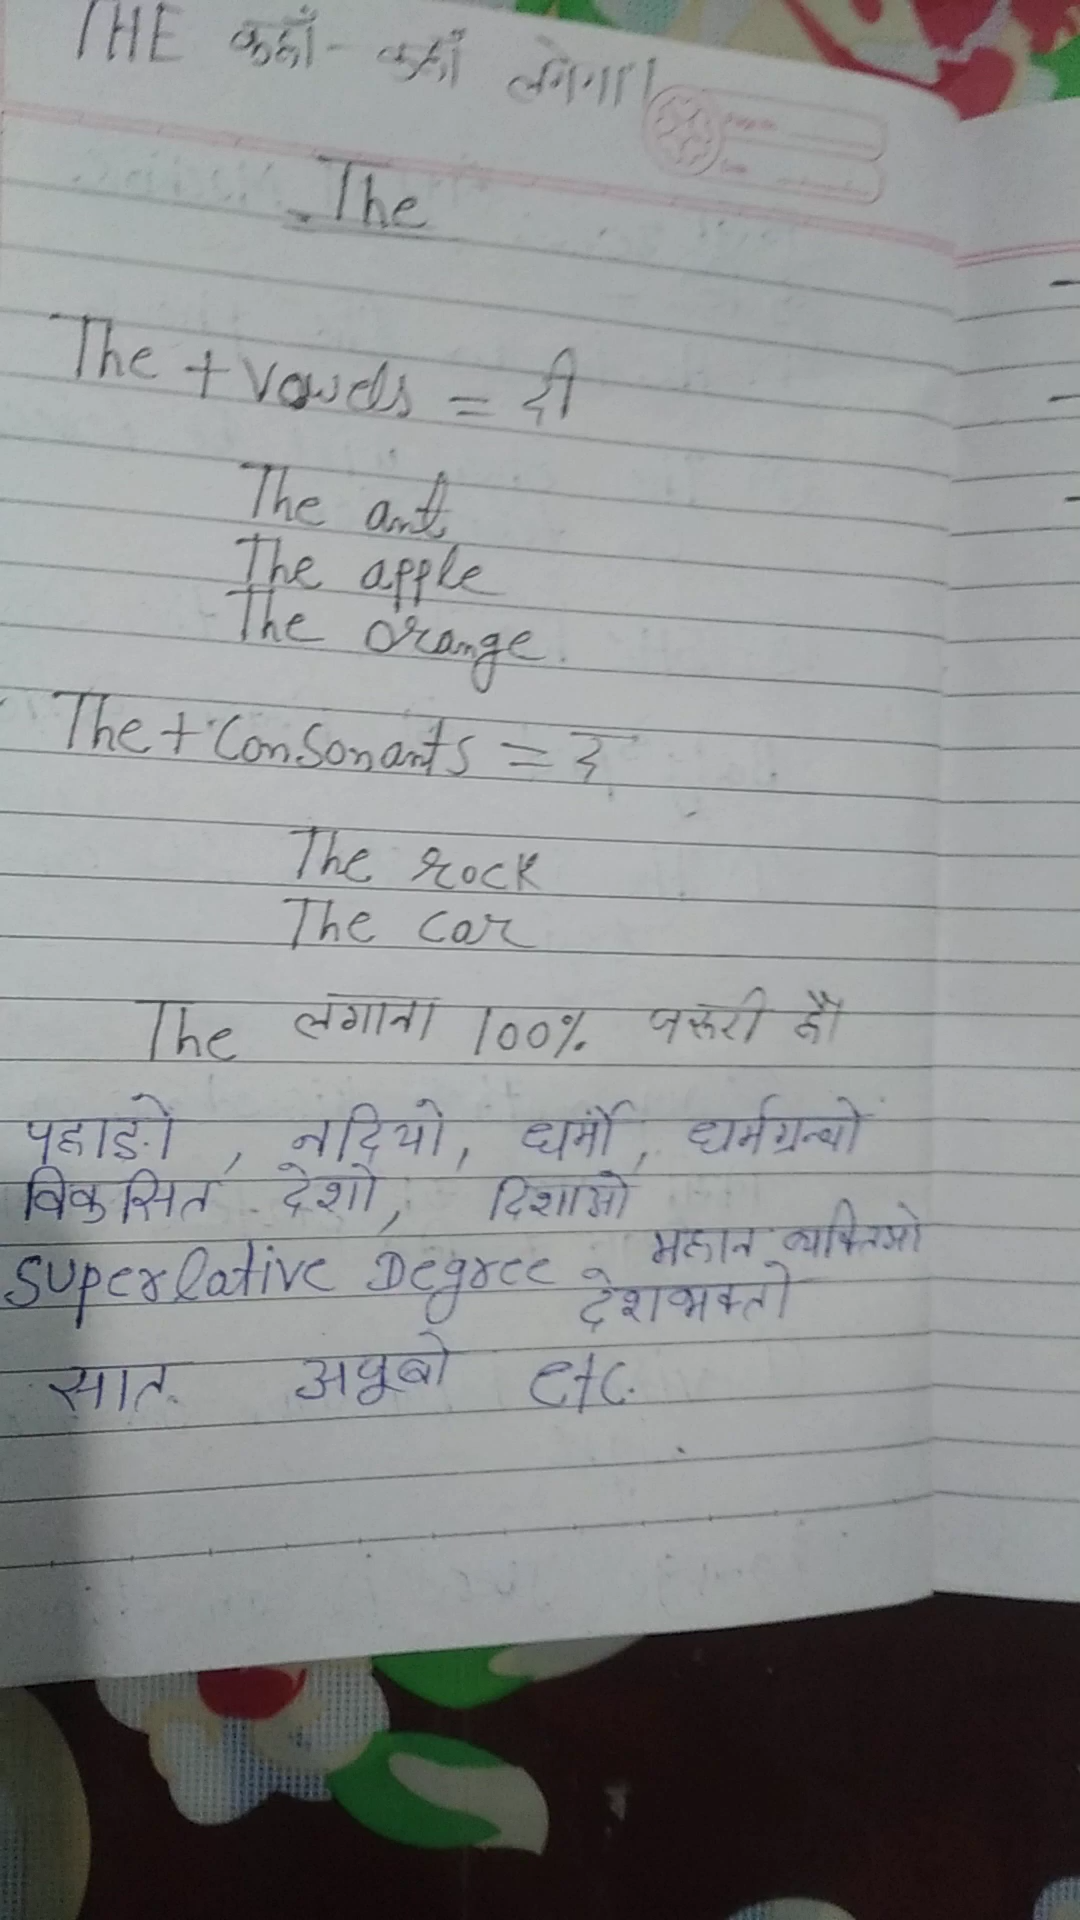 THE कहाँ - कहाँ लगेगा।
The
The + Vowels = दी
The ant
The apple
The orange.
The + Consonants = द
The rock
The car
The लगाना 100% जरूरी है
पहाङो, नदियो, धर्मो, धर्मग्रन्थो
विकसित देशो, दिशाओ
Superlative Degree महान व्यक्तिओ
देशभक्तो
सात. अजूबो etc.